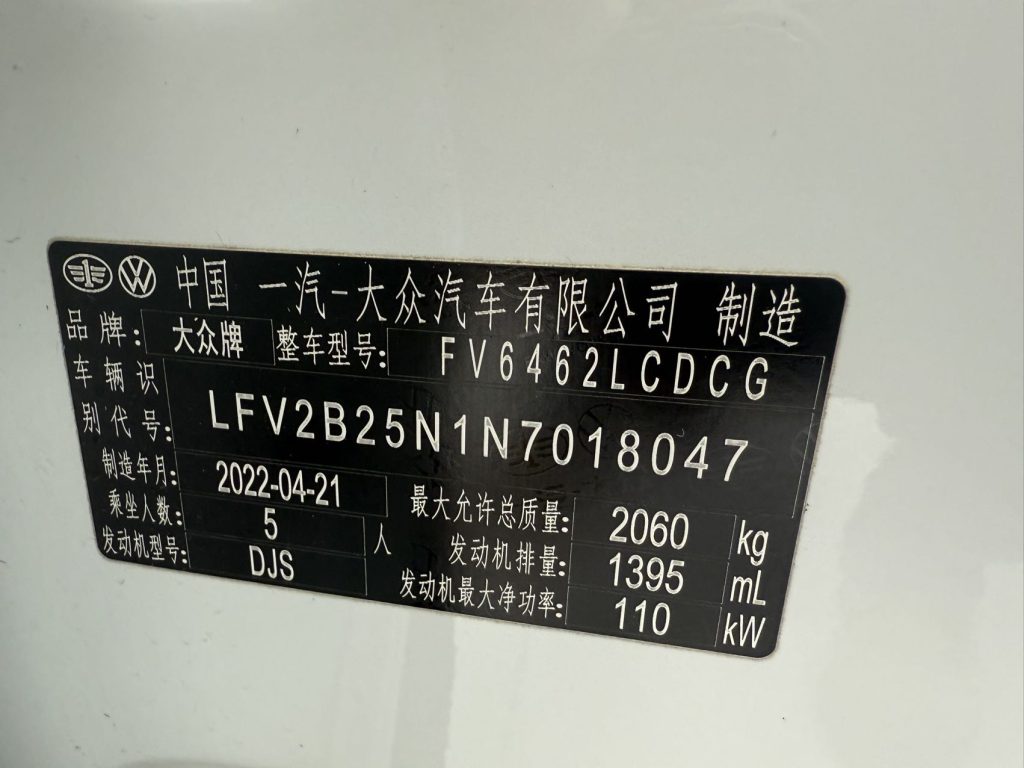 中国 一汽-大众汽车有限公司 制造
品牌: 大众牌 整车型号: FV6462LCDCG
车辆识别代号: LFV2B25N1N7018047
制造年月: 2022-04-21 最大允许总质量: 2060 kg
乘坐人数: 5 人 发动机排量: 1395 mL
发动机型号: DJS 发动机最大净功率: 110 kW